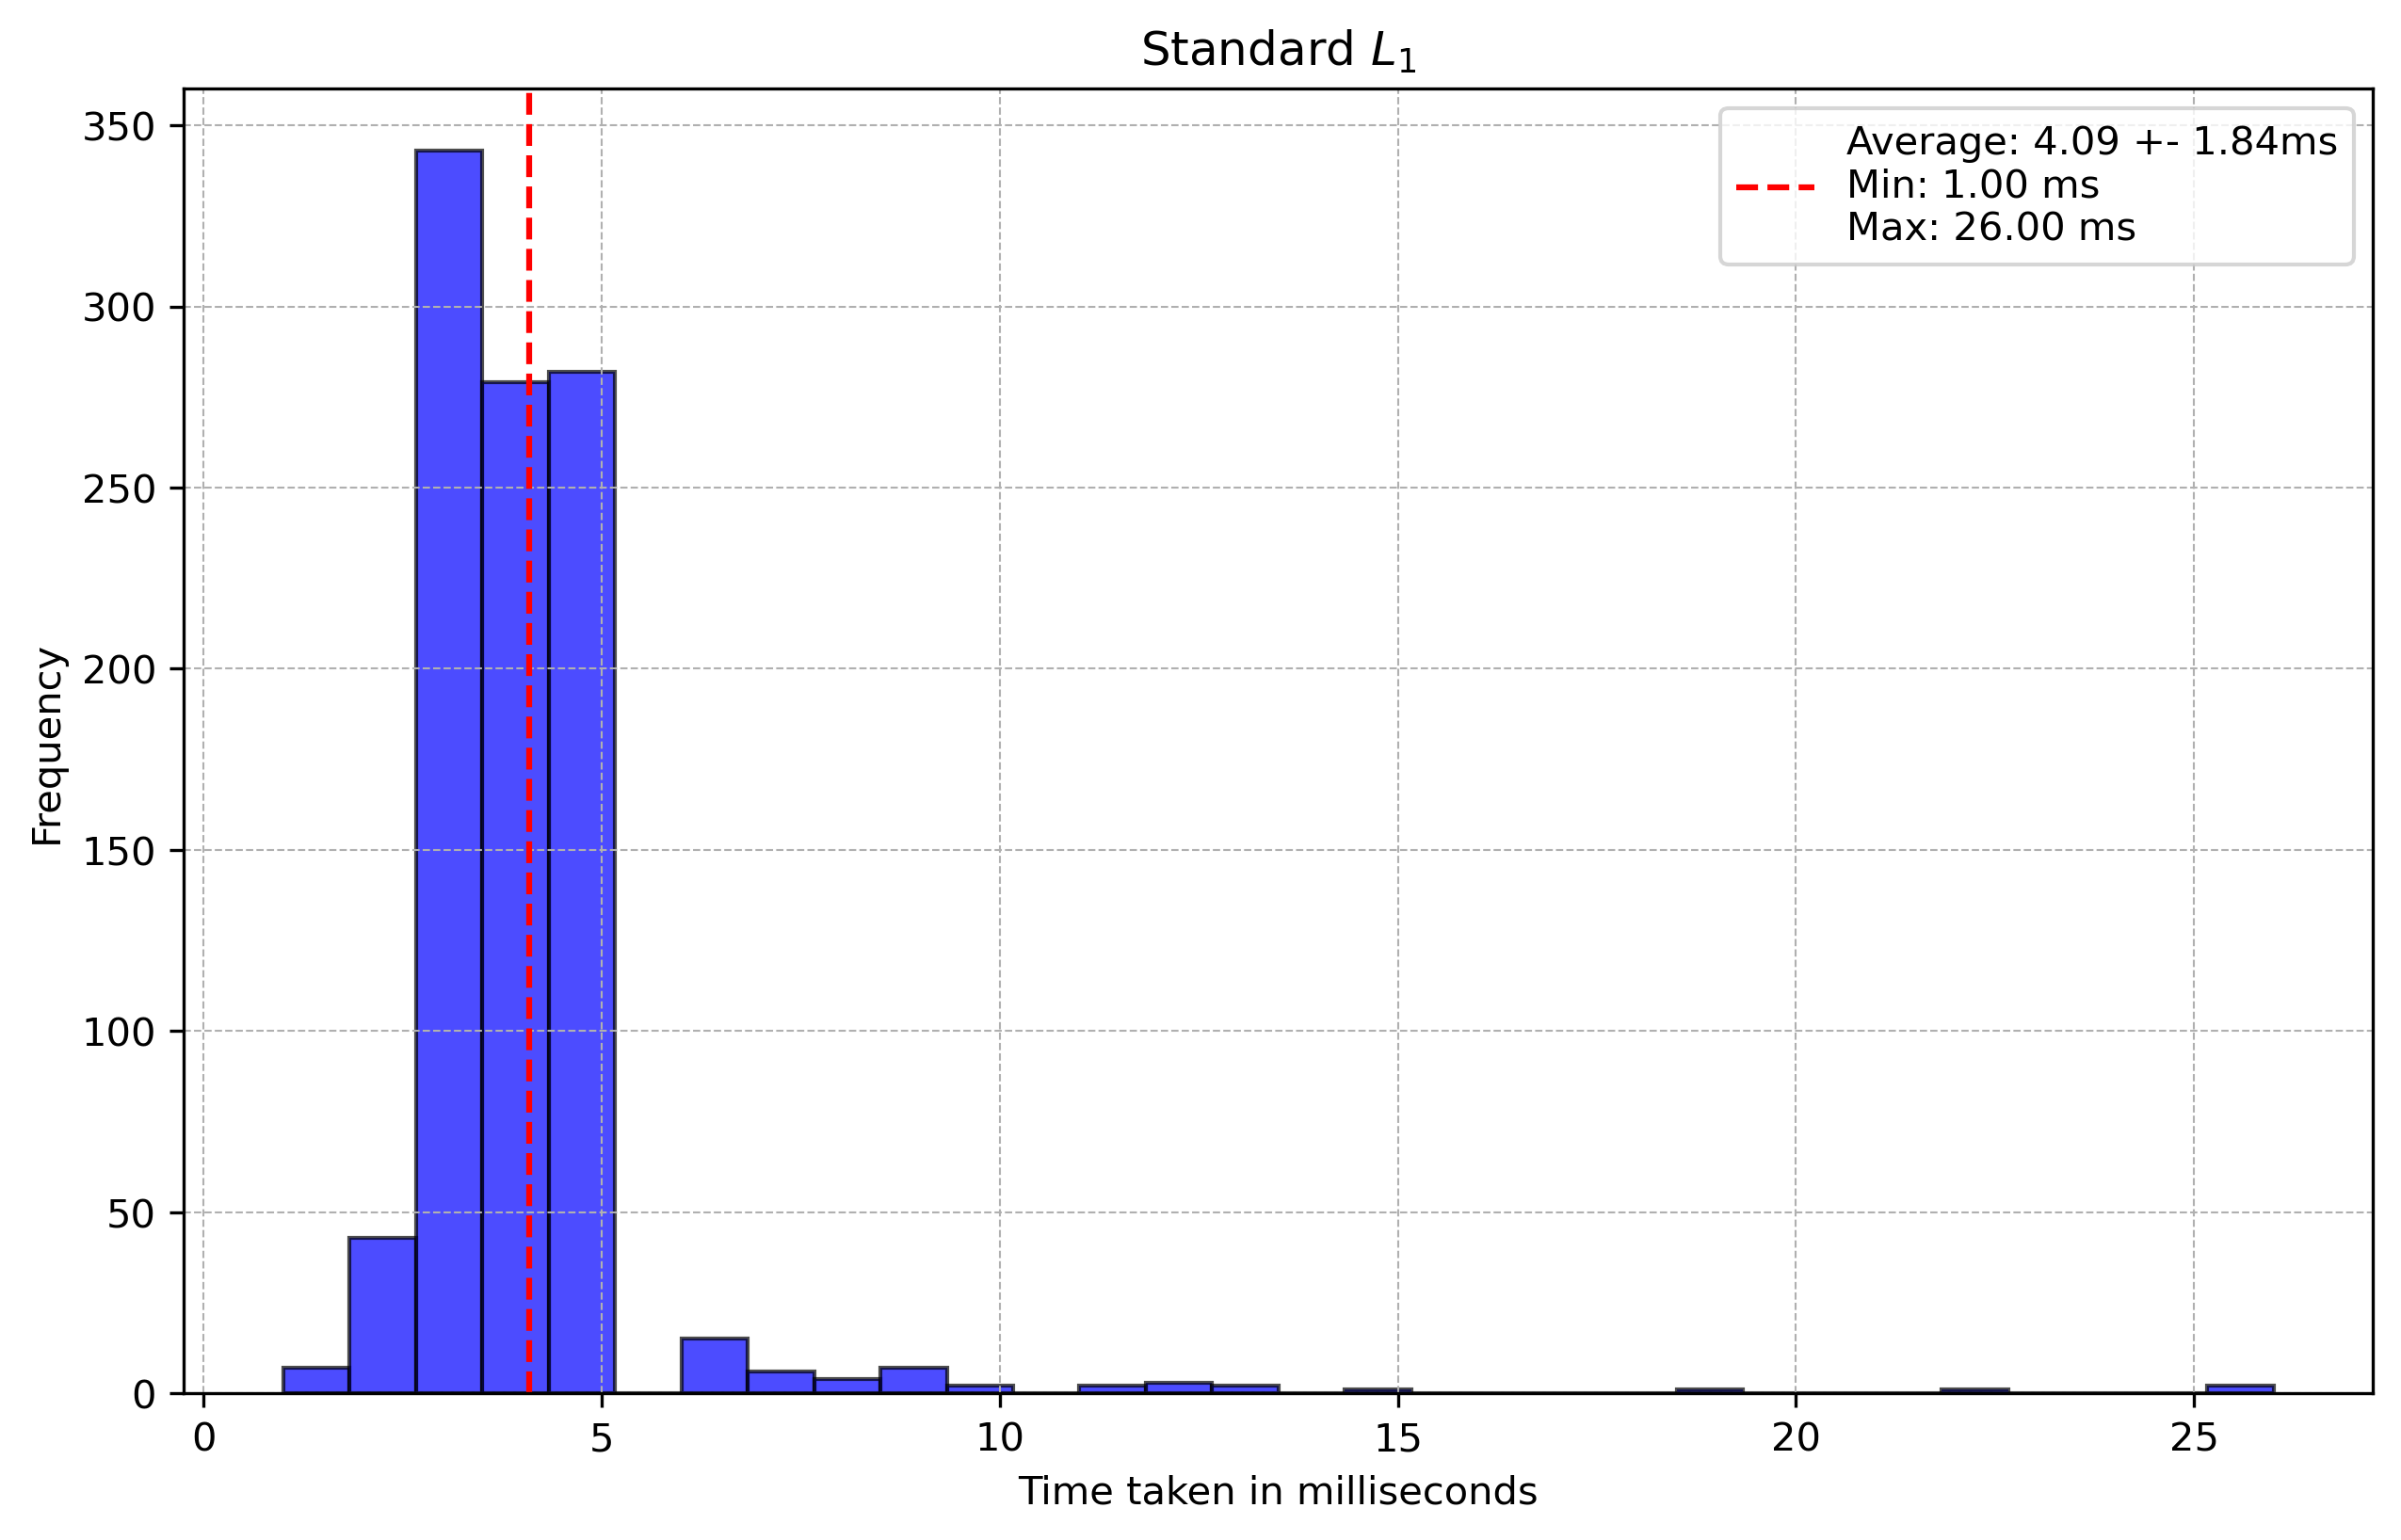 Standard L₁
350
300
250
200
150
100
50
0
Frequency
Average: 4.09 +- 1.84ms
Min: 1.00 ms
Max: 26.00 ms
0 5 10 15 20 25
Time taken in milliseconds